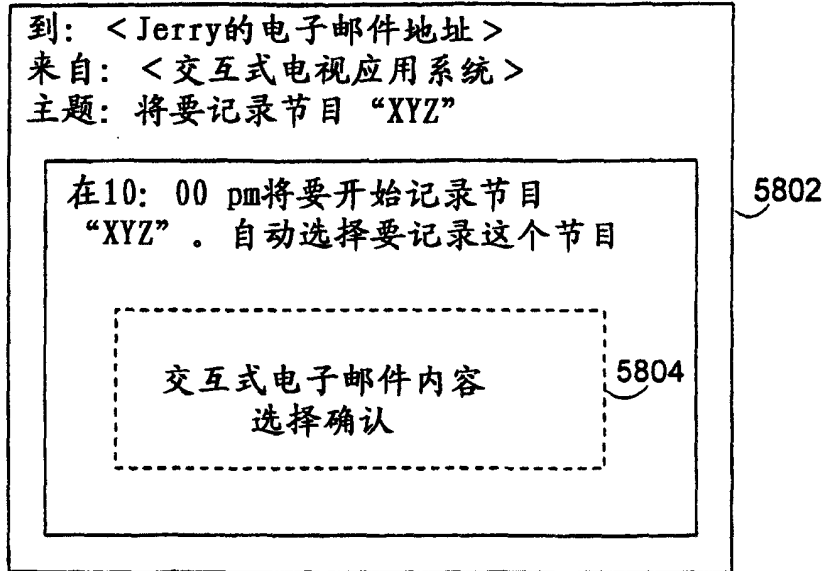 到: <Jerry的电子邮件地址>
来自: <交互式电视应用系统>
主题: 将要记录节目 “XYZ”
在10: 00 pm将要开始记录节目
“XYZ” 。自动选择要记录这个节目
5802
交互式电子邮件内容
选择确认
5804